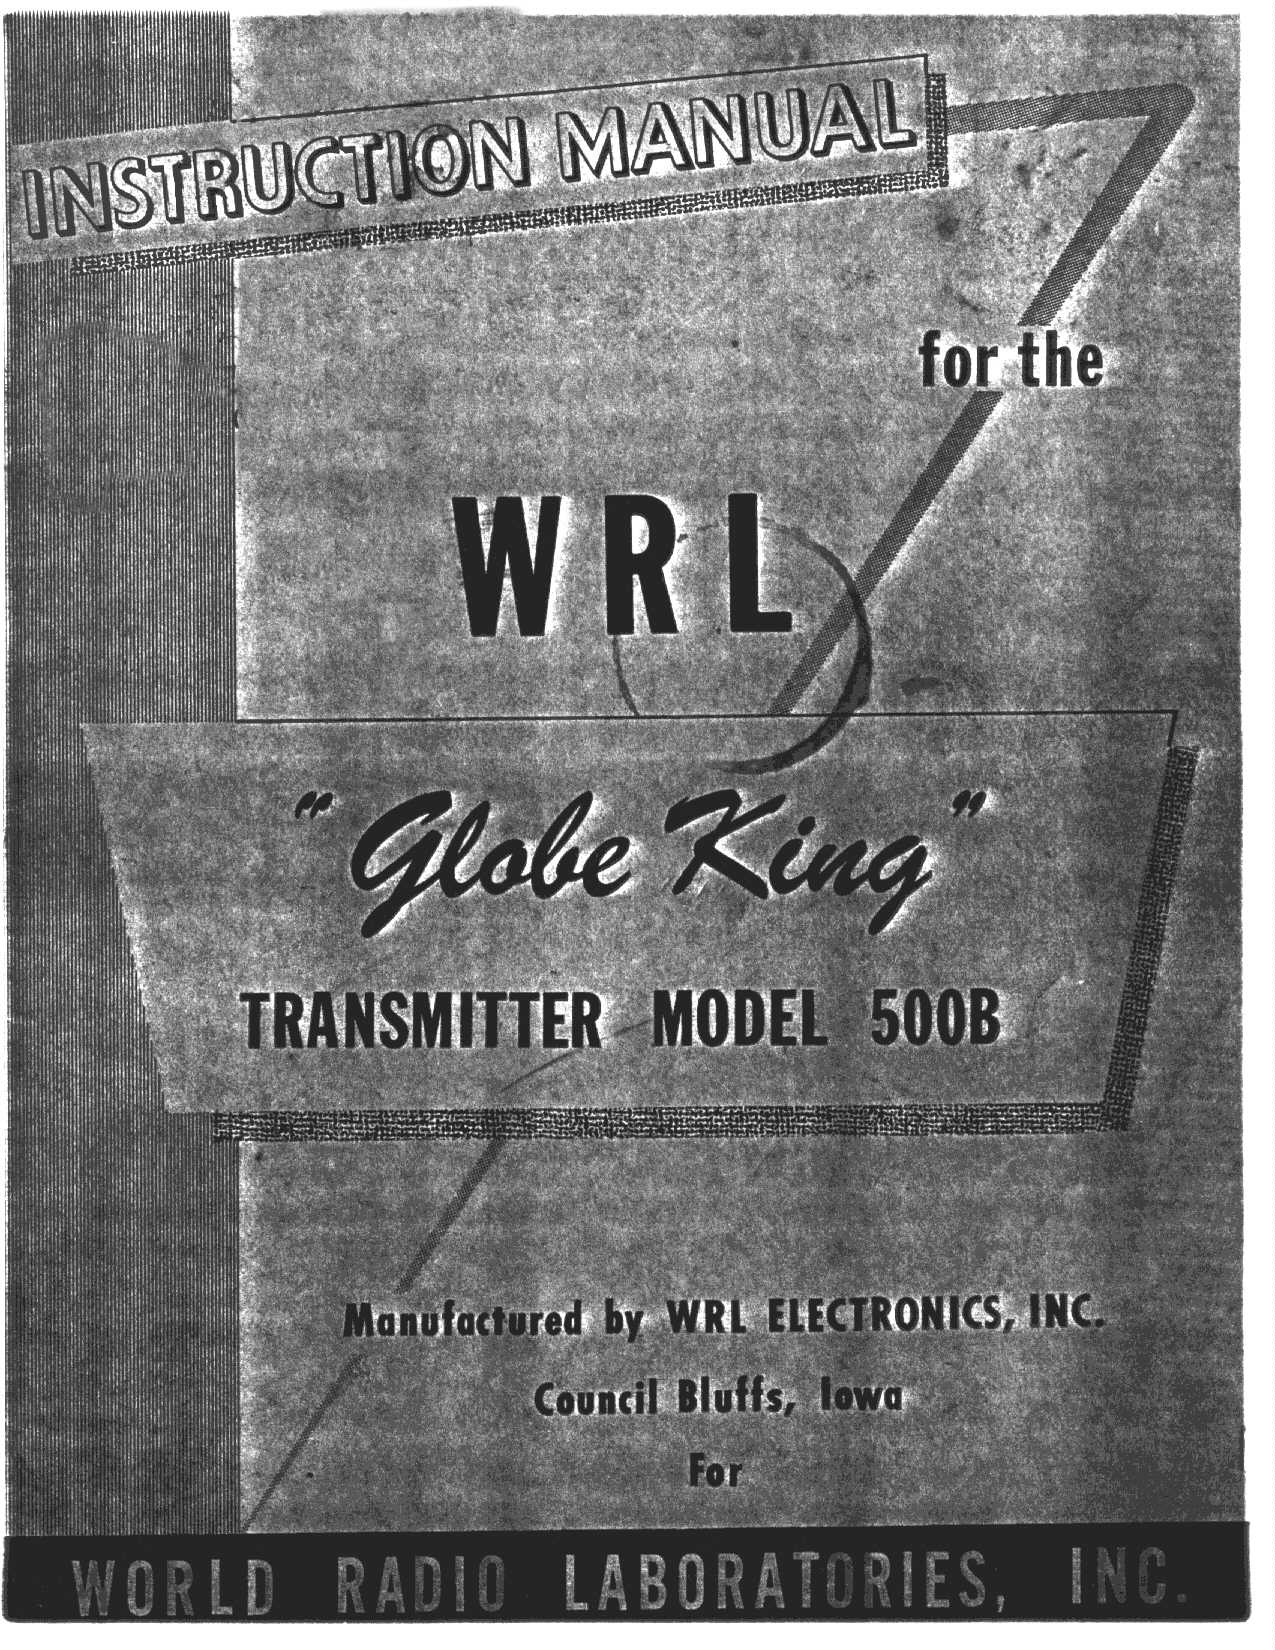 INSTRUCTION MANUAL
for the
WRL
"Globe King"
TRANSMITTER MODEL 500B
Manufactured by WRL ELECTRONICS, INC.
Council Bluffs, Iowa
For
WORLD RADIO LABORATORIES, INC.